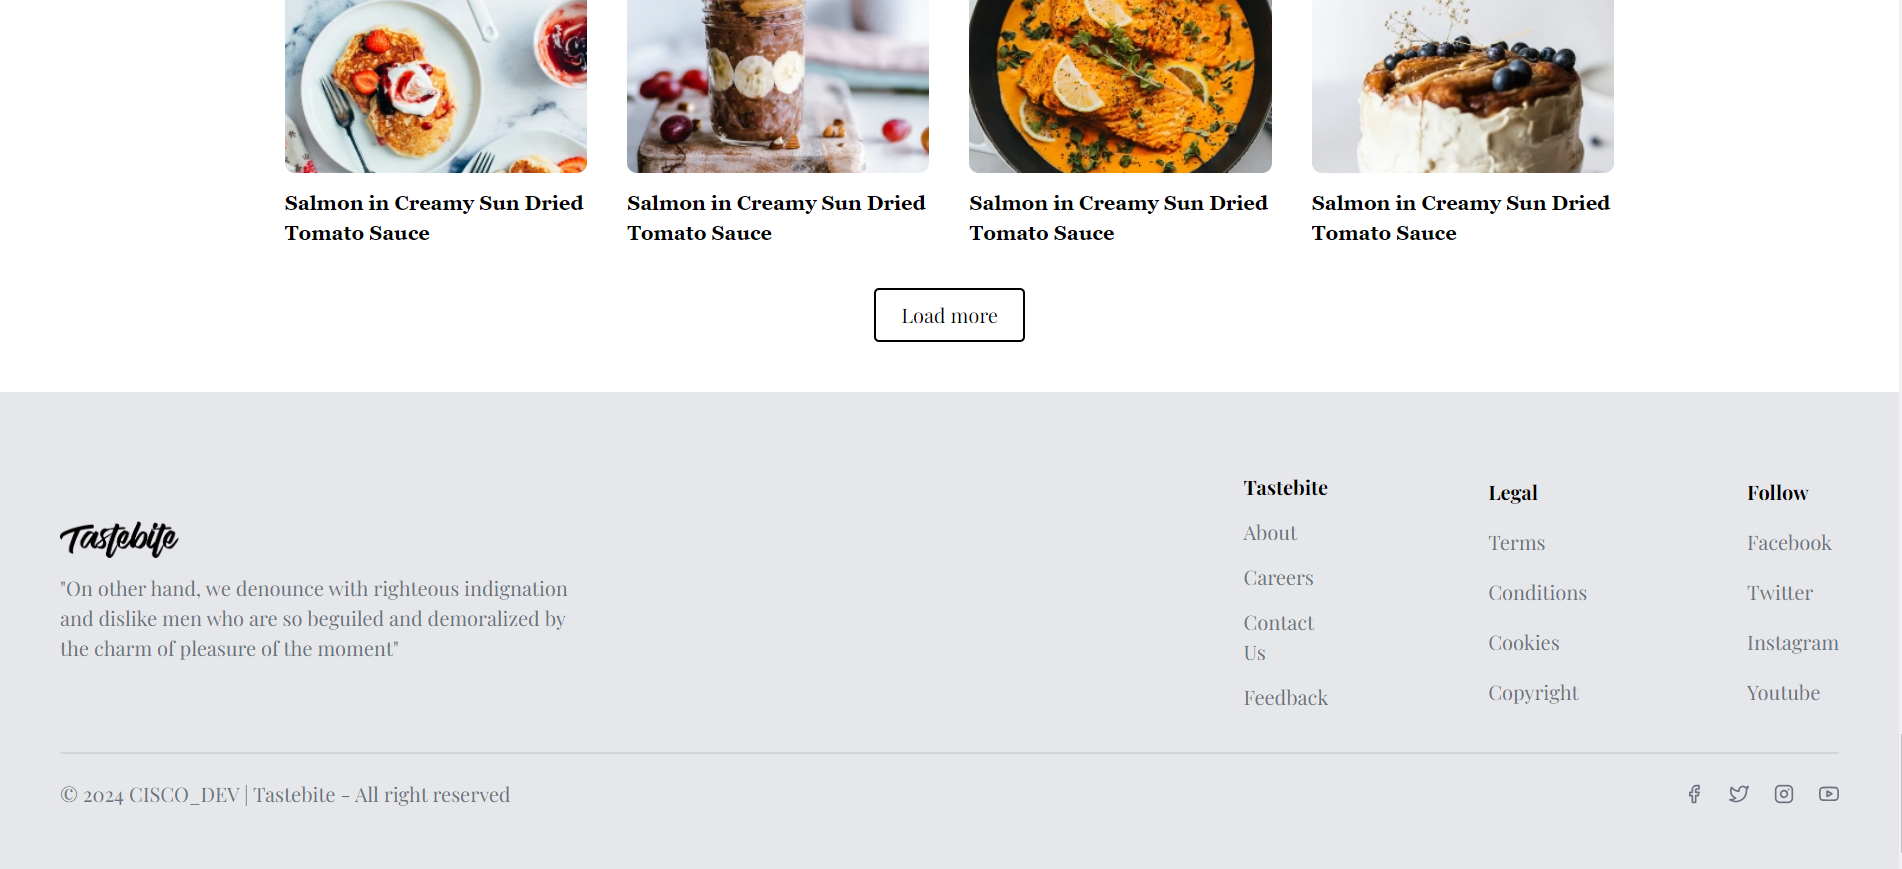 Salmon in Creamy Sun Dried
Tomato Sauce
Salmon in Creamy Sun Dried
Tomato Sauce
Salmon in Creamy Sun Dried
Tomato Sauce
Salmon in Creamy Sun Dried
Tomato Sauce
Load more
Tastebite
"On other hand, we denounce with righteous indignation
and dislike men who are so beguiled and demoralized by
the charm of pleasure of the moment"
Tastebite
About
Careers
Contact
Us
Feedback
Legal
Terms
Conditions
Cookies
Copyright
Follow
Facebook
Twitter
Instagram
Youtube
© 2024 CISCO_DEV | Tastebite - All right reserved